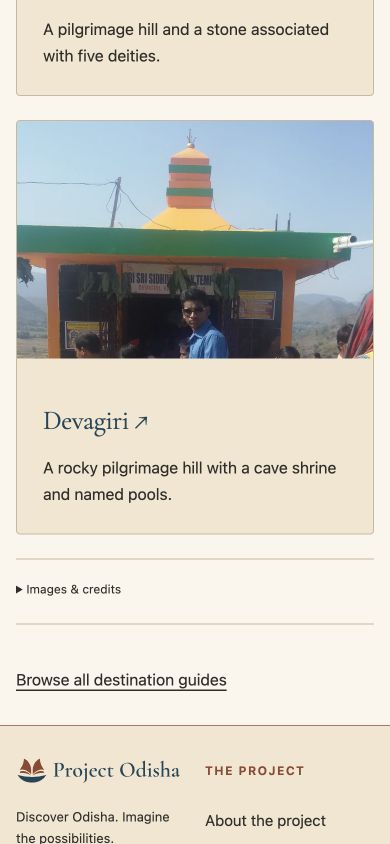 A pilgrimage hill and a stone associated
with five deities.
Devagiri ↗
A rocky pilgrimage hill with a cave shrine
and named pools.
Images & credits
Browse all destination guides
Project Odisha
THE PROJECT
Discover Odisha. Imagine
the possibilities.
About the project